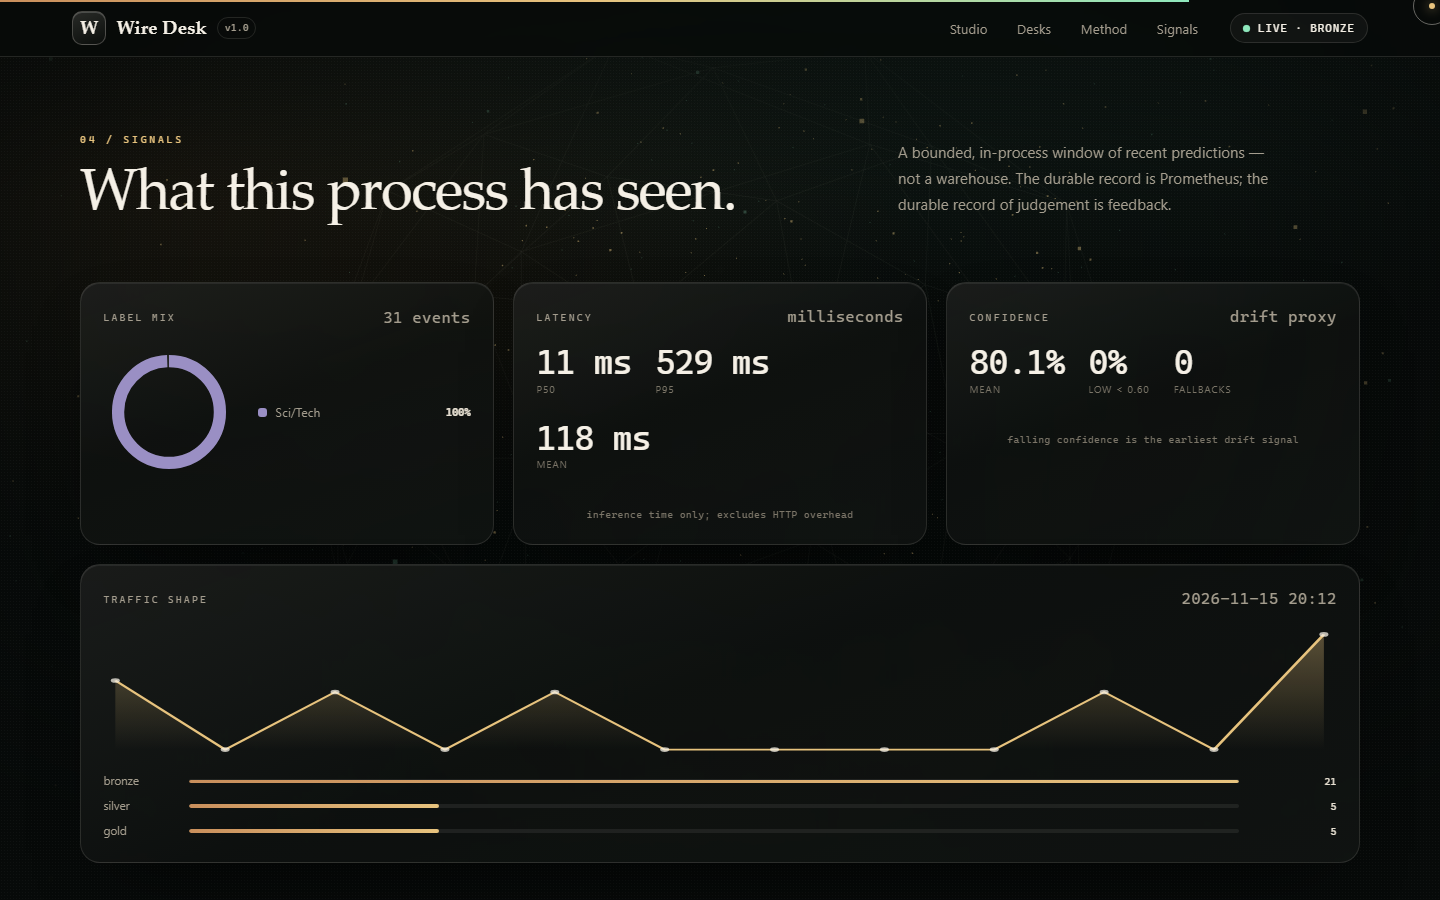 W Wire Desk v1.0 Studio Desks Method Signals LIVE · BRONZE
04 / SIGNALS
What this process has seen.
A bounded, in-process window of recent predictions —
not a warehouse. The durable record is Prometheus; the
durable record of judgement is feedback.
LABEL MIX 31 events
Sci/Tech 100%
LATENCY milliseconds
11 ms 529 ms
P50 P95
118 ms
MEAN
inference time only; excludes HTTP overhead
CONFIDENCE drift proxy
80.1% 0% 0
MEAN LOW < 0.60 FALLBACKS
falling confidence is the earliest drift signal
TRAFFIC SHAPE 2026-11-15 20:12
bronze 21
silver 5
gold 5